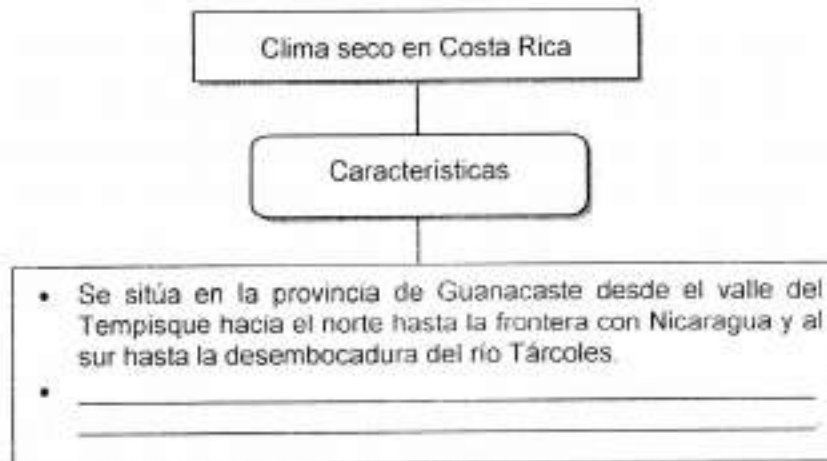 Clima seco en Costa Rica
Características
• Se sitúa en la provincia de Guanacaste desde el valle del
Tempisque hacia el norte hasta la frontera con Nicaragua y al
sur hasta la desembocadura del río Tárcoles.
•